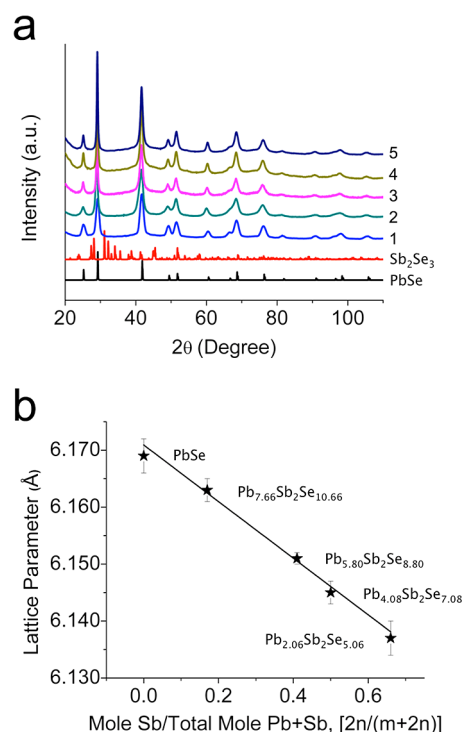 a
Intensity (a.u.)
5
4
3
2
1
Sb₂Se₃
PbSe
20 40 60 80 100
2θ (Degree)
b
Lattice Parameter (Å)
6.170
6.160
6.150
6.140
6.130
PbSe
Pb₇.₆₆Sb₂Se₁₀.₆₆
Pb₅.₈₀Sb₂Se₈.₈₀
Pb₄.₀₈Sb₂Se₇.₀₈
Pb₂.₀₆Sb₂Se₅.₀₆
0.0 0.2 0.4 0.6
Mole Sb/Total Mole Pb+Sb, [2n/(m+2n)]